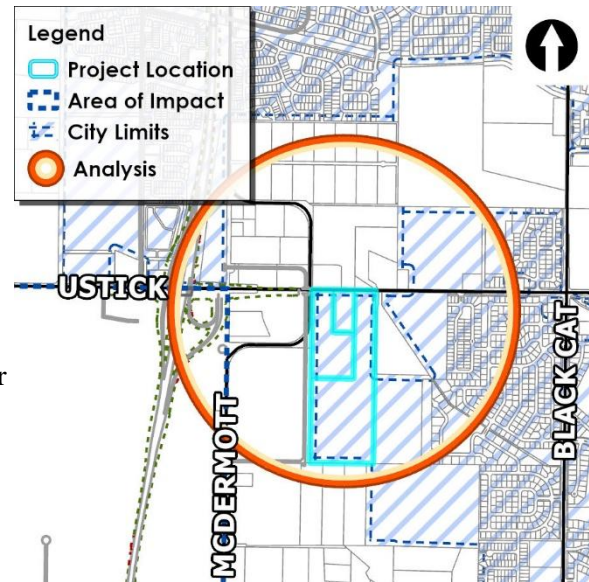 Legend
Project Location
Area of Impact
City Limits
Analysis
USTICK
MCDERMOTT
BLACK CAT
r